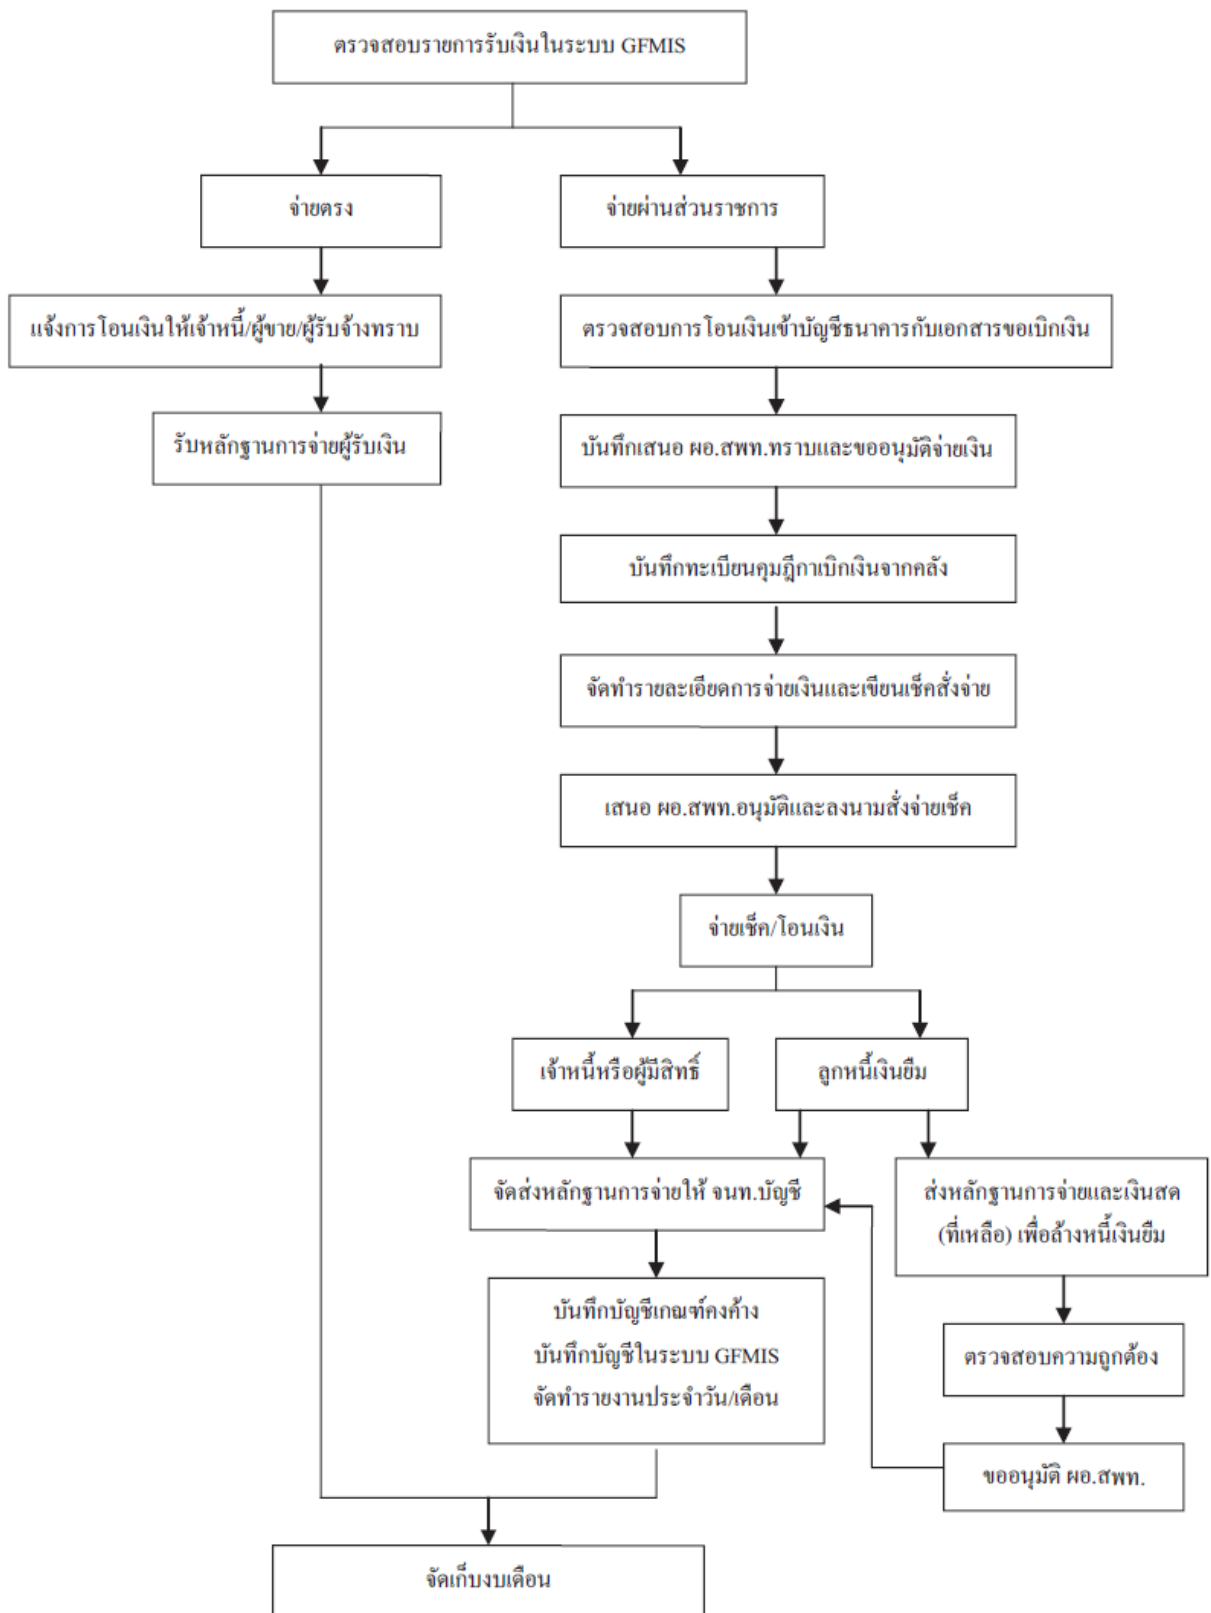 ตรวจสอบรายการรับเงินในระบบ GFMIS
จ่ายตรง
จ่ายผ่านส่วนราชการ
แจ้งการโอนเงินให้เจ้าหนี้/ผู้ขาย/ผู้รับจ้างทราบ
ตรวจสอบการโอนเงินเข้าบัญชีธนาคารกับเอกสารขอเบิกเงิน
รับหลักฐานการจ่ายผู้รับเงิน
บันทึกเสนอ ผอ.สพท.ทราบและขออนุมัติจ่ายเงิน
บันทึกทะเบียนคุมฎีกาเบิกเงินจากคลัง
จัดทำรายละเอียดการจ่ายเงินและเขียนเช็คสั่งจ่าย
เสนอ ผอ.สพท.อนุมัติและลงนามสั่งจ่ายเช็ค
จ่ายเช็ค/โอนเงิน
เจ้าหนี้หรือผู้มีสิทธิ์
ลูกหนี้เงินยืม
จัดส่งหลักฐานการจ่ายให้ จนท.บัญชี
ส่งหลักฐานการจ่ายและเงินสด
(ที่เหลือ) เพื่อล้างหนี้เงินยืม
บันทึกบัญชีเกณฑ์คงค้าง
บันทึกบัญชีในระบบ GFMIS
จัดทำรายงานประจำวัน/เดือน
ตรวจสอบความถูกต้อง
ขออนุมัติ ผอ.สพท.
จัดเก็บงบเดือน